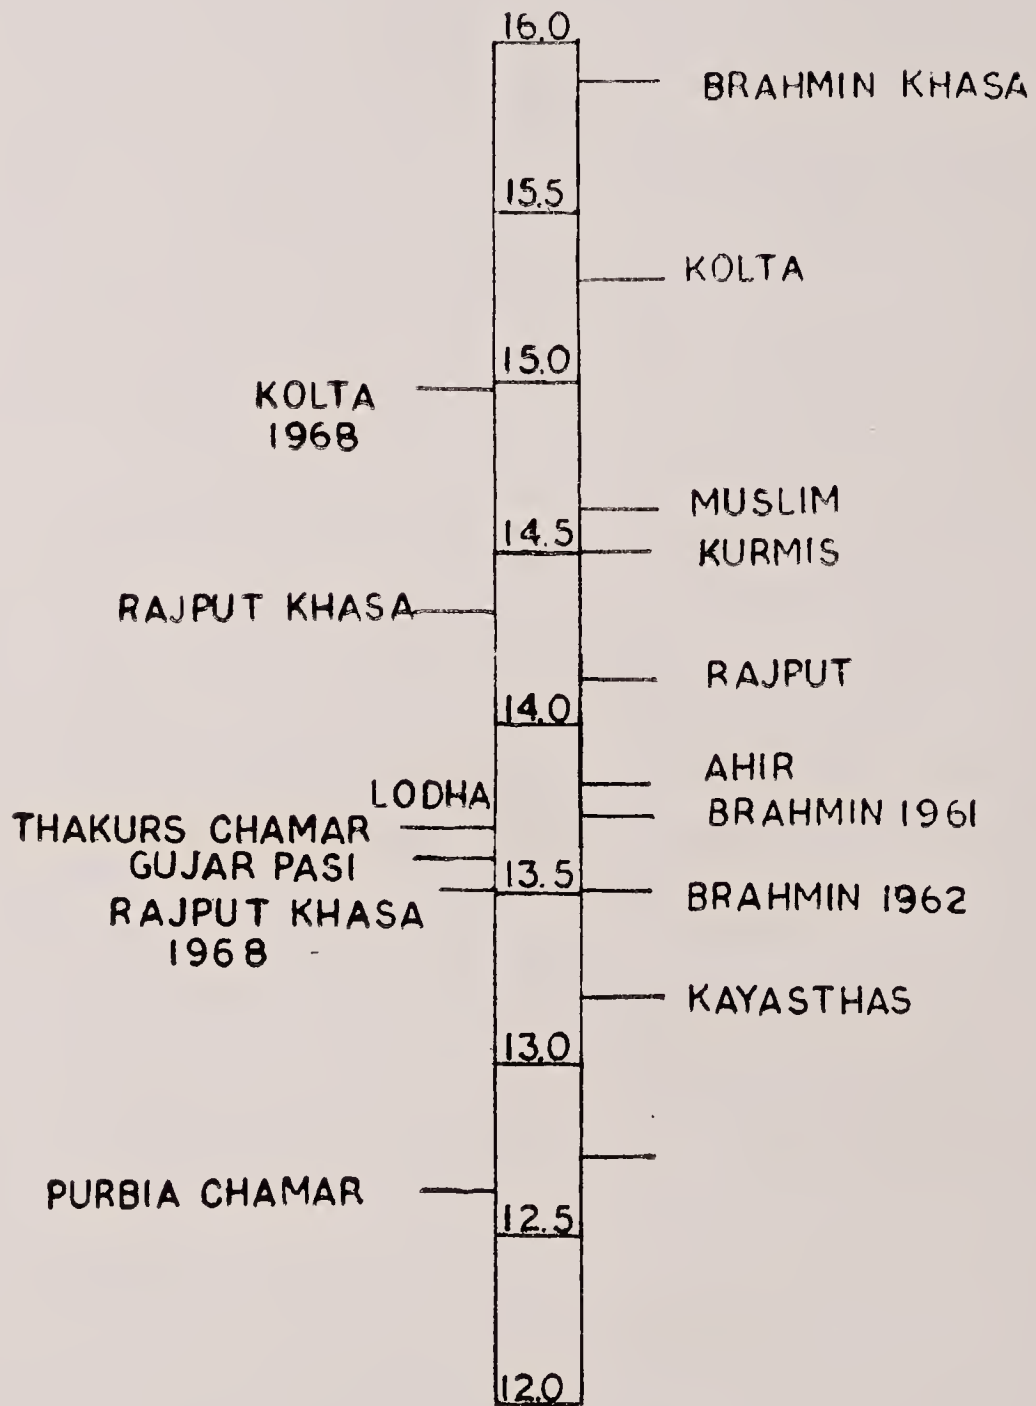 16.0
BRAHMIN KHASA
15.5
KOLTA
15.0
KOLTA
1968
MUSLIM
14.5
KURMIS
RAJPUT KHASA
RAJPUT
14.0
AHIR
LODHA
BRAHMIN 1961
THAKURS CHAMAR
GUJAR PASI
13.5
BRAHMIN 1962
RAJPUT KHASA
1968
KAYASTHAS
13.0
PURBIA CHAMAR
12.5
12.0